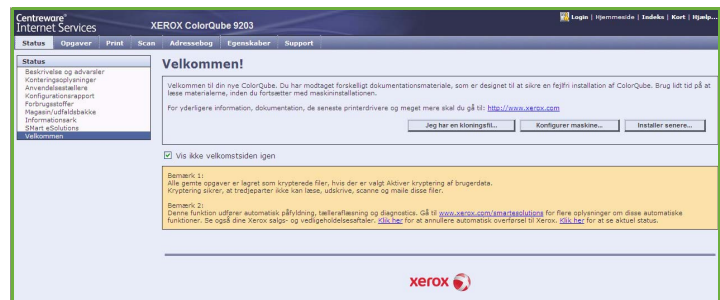 Centreware®
Internet Services
XEROX ColorQube 9203
Login | Hjemmeside | Indeks | Kort | Hjælp...
Status Opgaver Print Scan Adressebog Egenskaber Support
Status
Beskrivelse og advarsler
Konteringsoplysninger
Anvendelsestællere
Konfigurationsrapport
Forbrugsstoffer
Magasin/udfaldsbakke
Informationsark
SMart eSolutions
Velkommen
Velkommen!
Velkommen til din nye ColorQube. Du har modtaget forskelligt dokumentationsmateriale, som er designet til at sikre en fejlfri installation af ColorQube. Brug lidt tid på at
læse materialerne, inden du fortsætter med maskininstallationen.
For yderligere information, dokumentation, de seneste printerdrivere og meget mere skal du gå til: http://www.xerox.com
Jeg har en kloningsfil... Konfigurer maskine... Installer senere...
Vis ikke velkomstsiden igen
Bemærk 1:
Alle gemte opgaver er lagret som krypterede filer, hvis der er valgt Aktiver kryptering af brugerdata.
Kryptering sikrer, at tredjeparter ikke kan læse, udskrive, scanne og maile disse filer.
Bemærk 2:
Denne funktion udfører automatisk påfyldning, tælleraflæsning og diagnostics. Gå til www.xerox.com/smartesolutions for flere oplysninger om disse automatiske
funktioner. Se også dine Xerox salgs- og vedligeholdelsesaftaler. Klik her for at annullere automatisk overførsel til Xerox. Klik her for at se aktuel status.
xerox